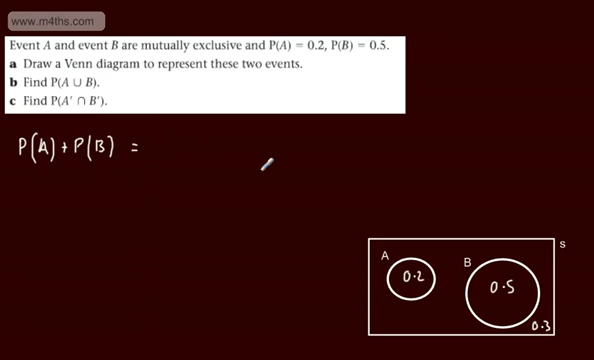 www.m4ths.com
Event A and event B are mutually exclusive and P(A) = 0.2, P(B) = 0.5.
a Draw a Venn diagram to represent these two events.
b Find P(A ∪ B).
c Find P(A′ ∩ B′).
P(A) + P(B) =
s
A
B
0.2
0.5
0.3